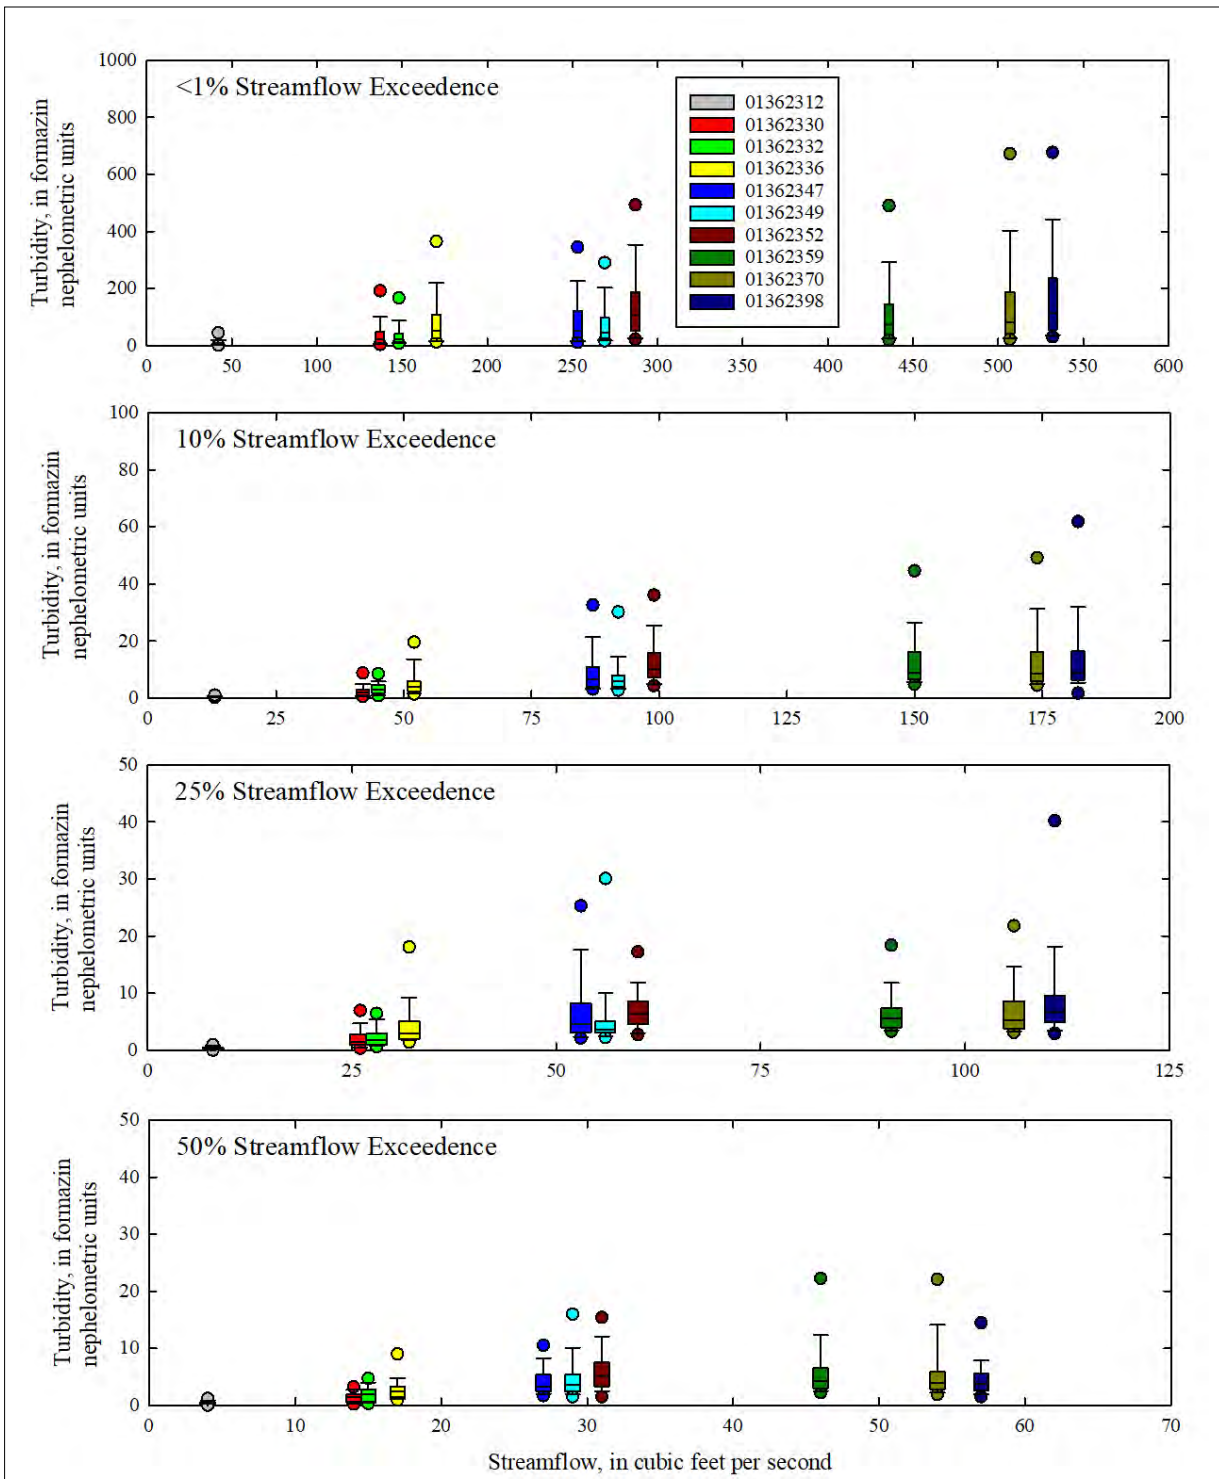 1000
<1% Streamflow Exceedence
800
600
400
200
0
Turbidity, in formazin
nephelometric units
01362312
01362330
01362332
01362336
01362347
01362349
01362352
01362359
01362370
01362398
0 50 100 150 200 250 300 350 400 450 500 550 600
100
10% Streamflow Exceedence
80
60
40
20
0
Turbidity, in formazin
nephelometric units
0 25 50 75 100 125 150 175 200
50
25% Streamflow Exceedence
40
30
20
10
0
Turbidity, in formazin
nephelometric units
0 25 50 75 100 125
50
50% Streamflow Exceedence
40
30
20
10
0
Turbidity, in formazin
nephelometric units
0 10 20 30 40 50 60 70
Streamflow, in cubic feet per second